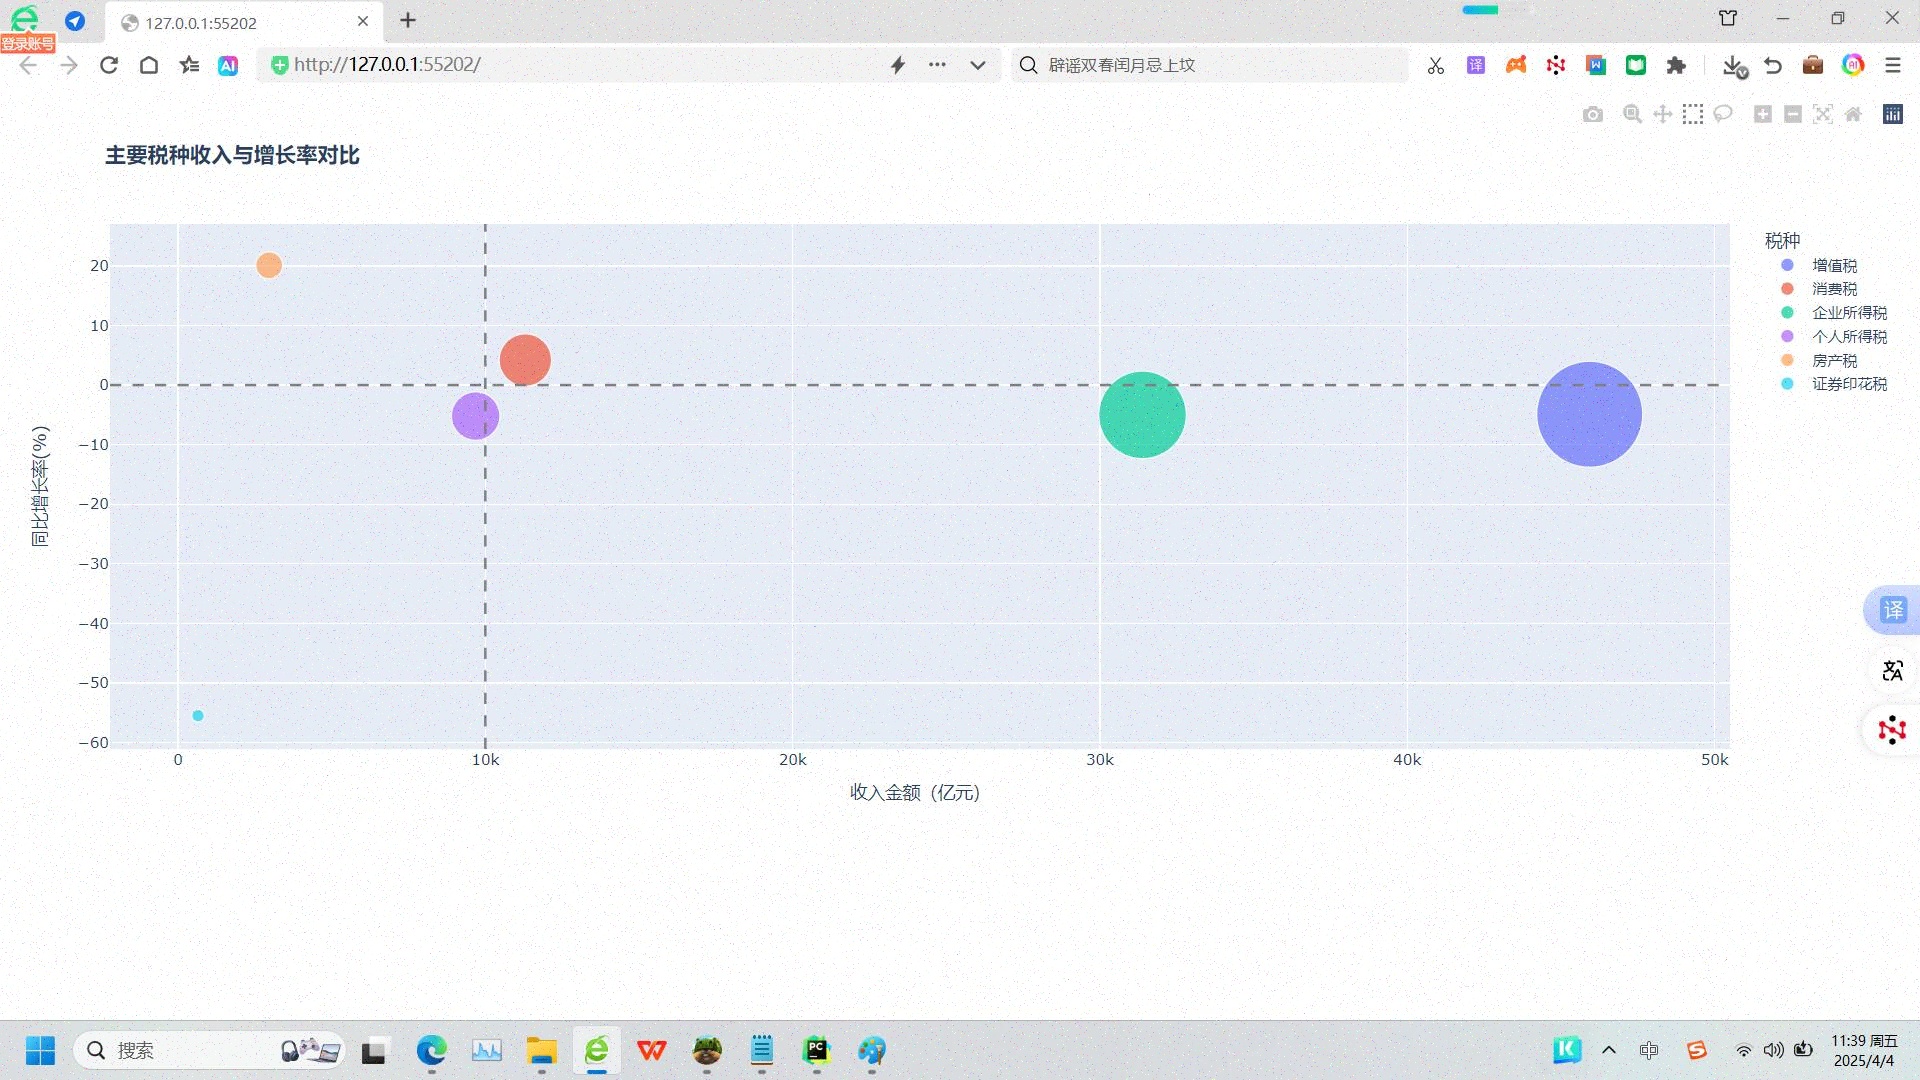 127.0.0.1:55202
登录账号
AI
http://127.0.0.1:55202/
辟谣双春闰月忌上坟
译
W
AI
主要税种收入与增长率对比
税种
增值税
消费税
企业所得税
个人所得税
房产税
证券印花税
同比增长率(%)
20
10
0
−10
−20
−30
−40
−50
−60
0
10k
20k
30k
40k
50k
收入金额（亿元）
译
搜索
PC
K
中
S
11:39 周五
2025/4/4